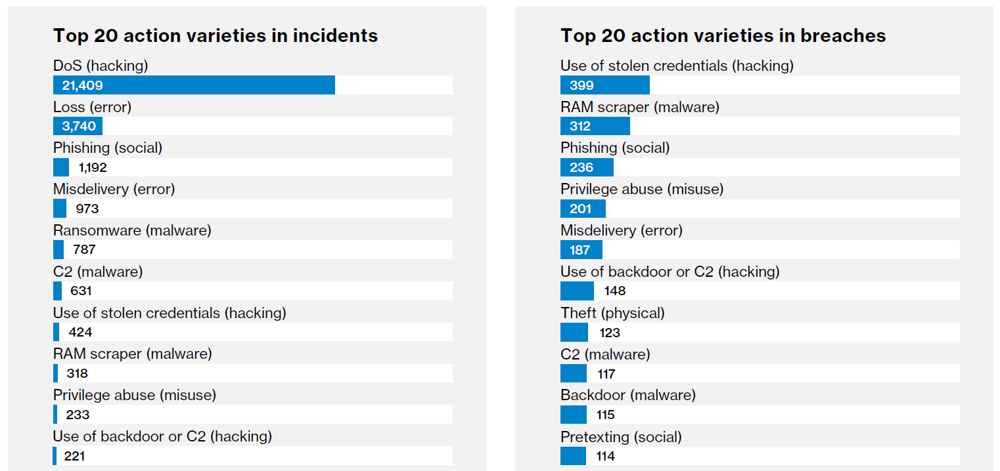 Top 20 action varieties in incidents
DoS (hacking)
21,409
Loss (error)
3,740
Phishing (social)
1,192
Misdelivery (error)
973
Ransomware (malware)
787
C2 (malware)
631
Use of stolen credentials (hacking)
424
RAM scraper (malware)
318
Privilege abuse (misuse)
233
Use of backdoor or C2 (hacking)
221
Top 20 action varieties in breaches
Use of stolen credentials (hacking)
399
RAM scraper (malware)
312
Phishing (social)
236
Privilege abuse (misuse)
201
Misdelivery (error)
187
Use of backdoor or C2 (hacking)
148
Theft (physical)
123
C2 (malware)
117
Backdoor (malware)
115
Pretexting (social)
114